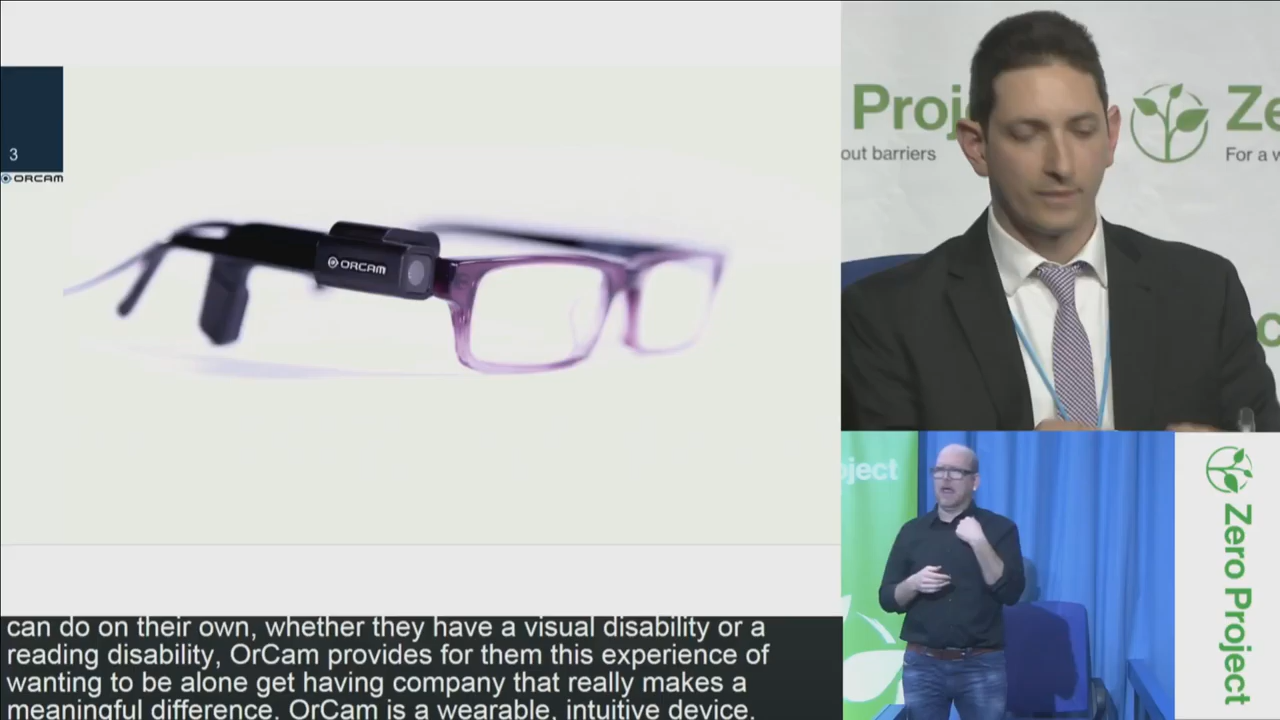 3
ORCAM
ORCAM
Proj
out barriers
Ze
For a w
c
can do on their own, whether they have a visual disability or a
reading disability, OrCam provides for them this experience of
wanting to be alone get having company that really makes a
meaningful difference. OrCam is a wearable, intuitive device.
oject
Zero Project